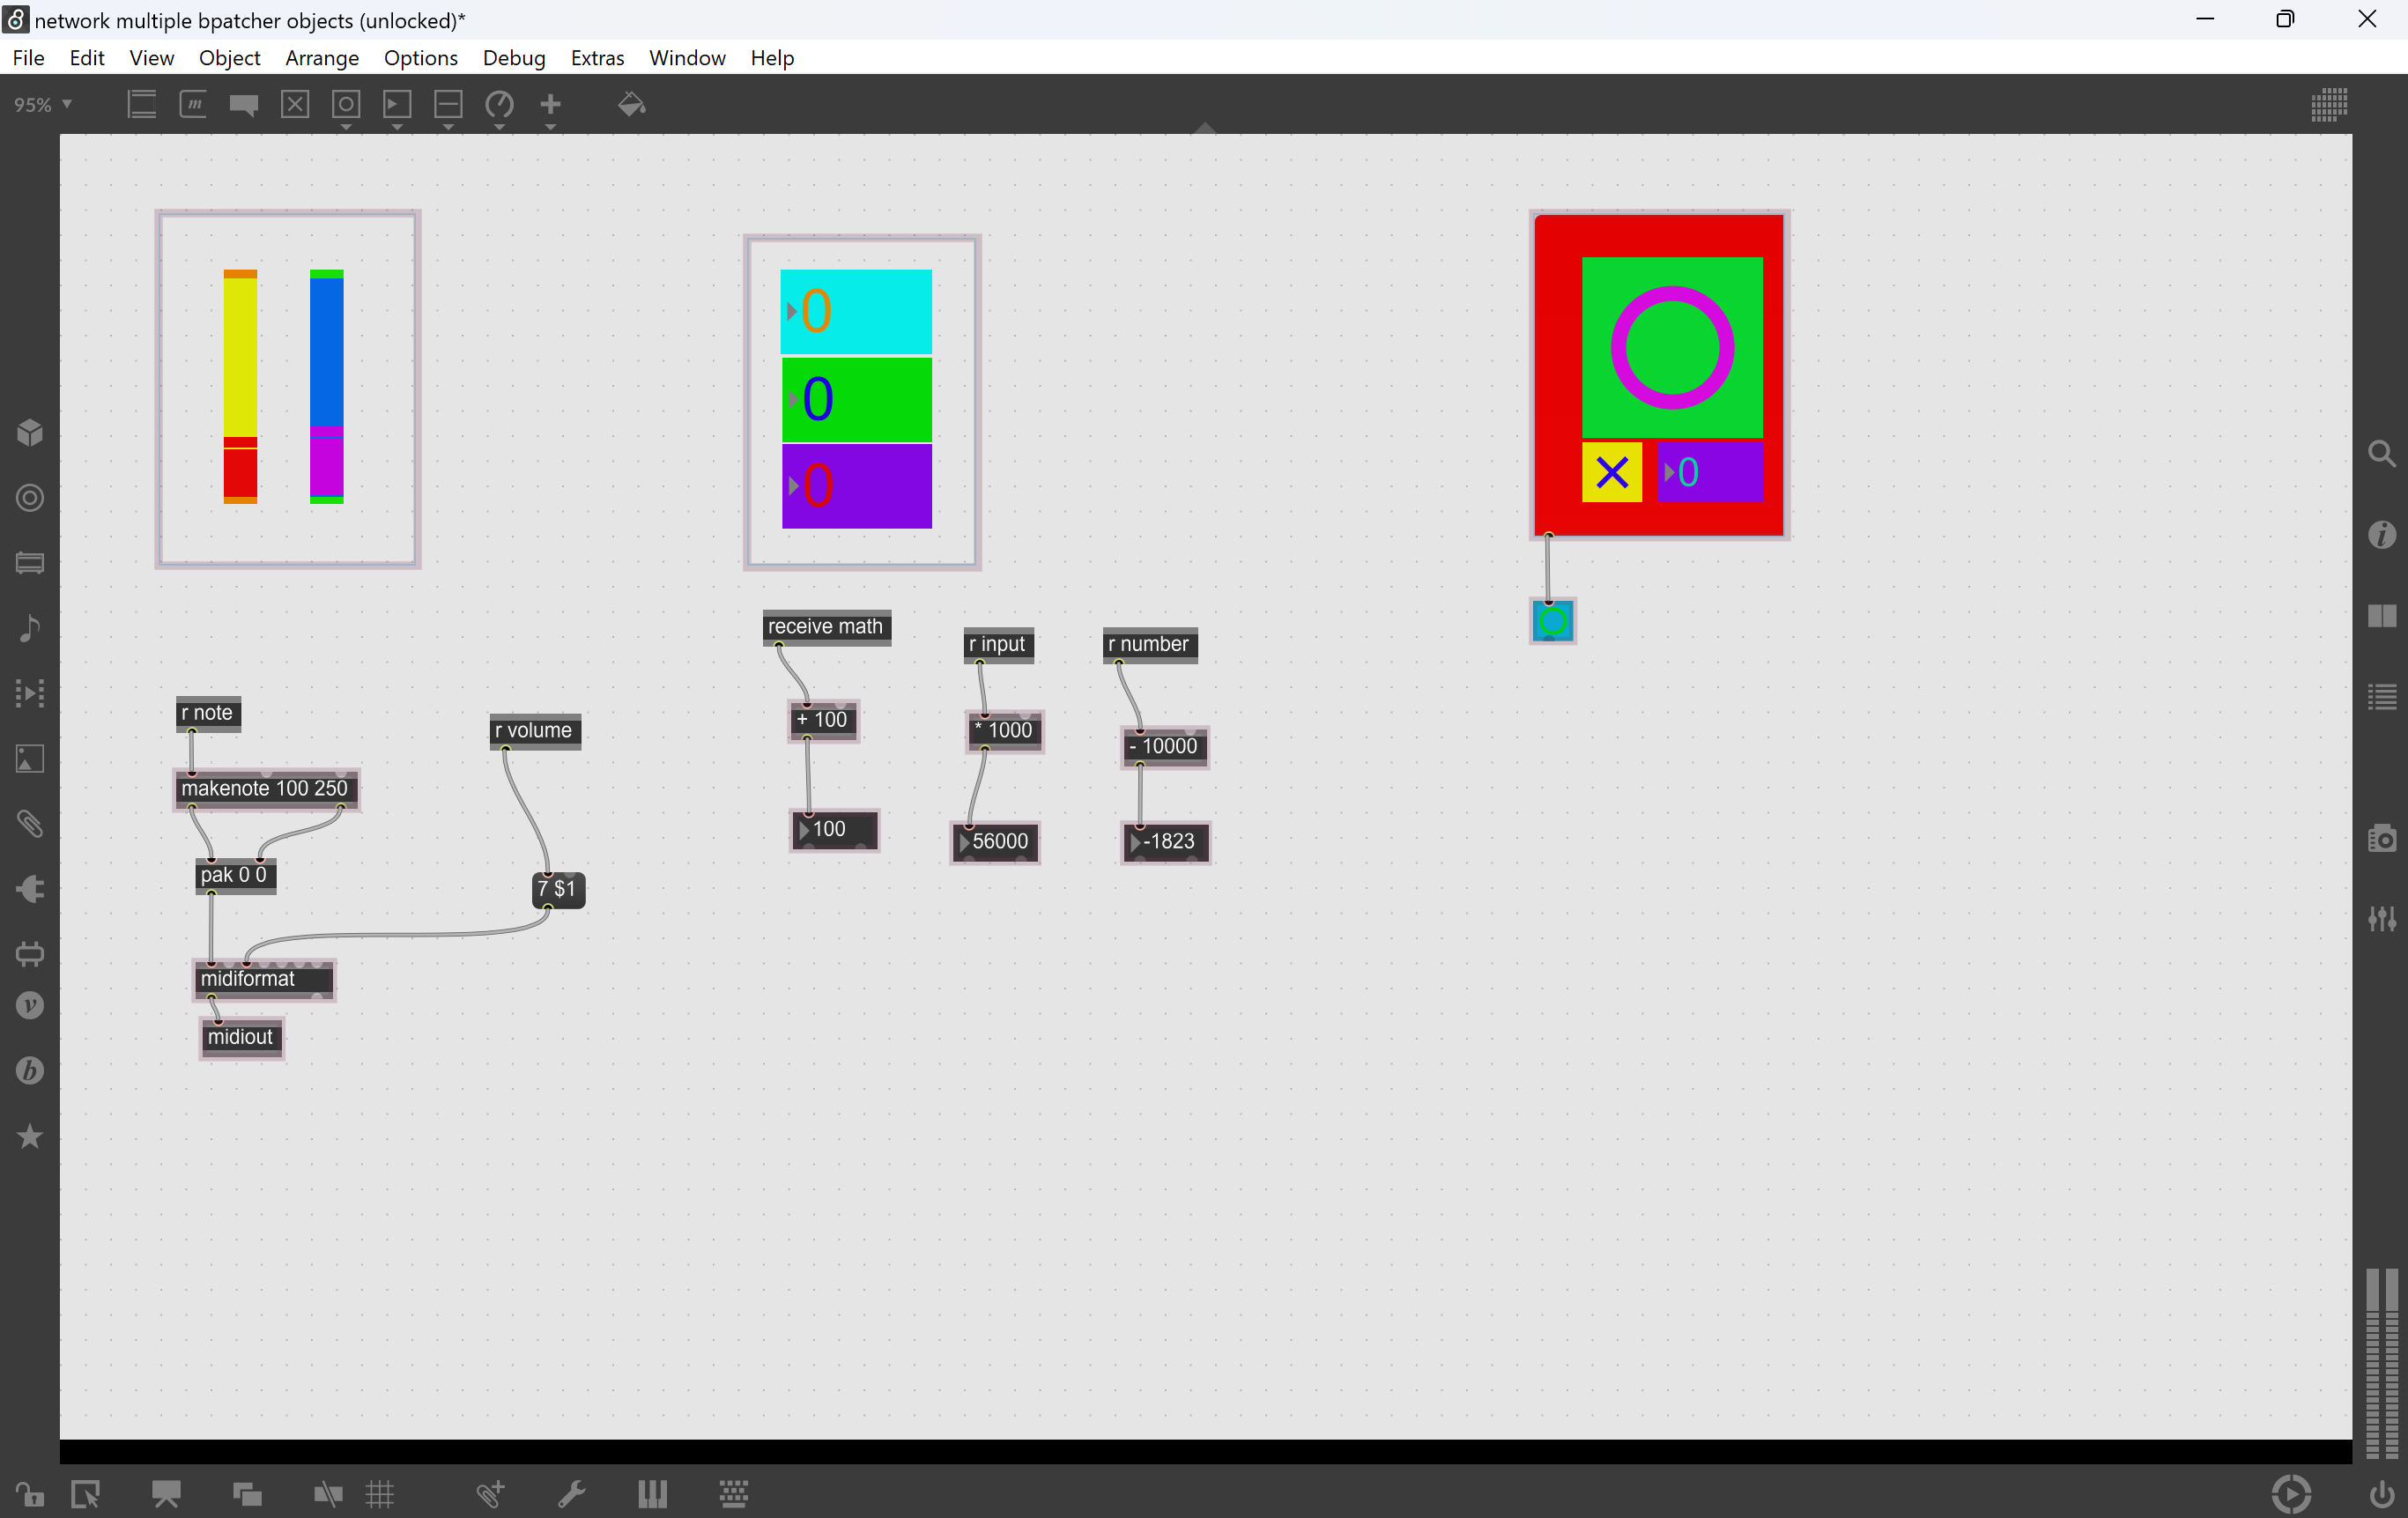 network multiple bpatcher objects (unlocked)*
File Edit View Object Arrange Options Debug Extras Window Help
95%
m
0
0
0
0
receive math
r input
r number
+ 100
* 1000
- 10000
100
56000
-1823
r note
r volume
makenote 100 250
pak 0 0
7 $1
midiformat
midiout
i
v
b